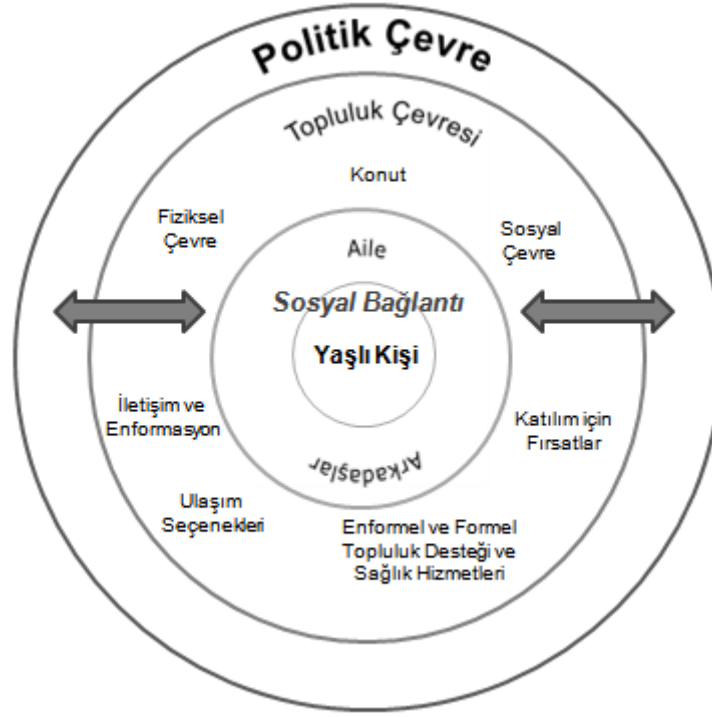 Politik Çevre
Topluluk Çevresi
Konut
Fiziksel
Çevre
Sosyal
Çevre
Aile
Sosyal Bağlantı
Yaşlı Kişi
İletişim ve
Enformasyon
Katılım için
Fırsatlar
Arkadaşlar
Ulaşım
Seçenekleri
Enformel ve Formel
Topluluk Desteği ve
Sağlık Hizmetleri